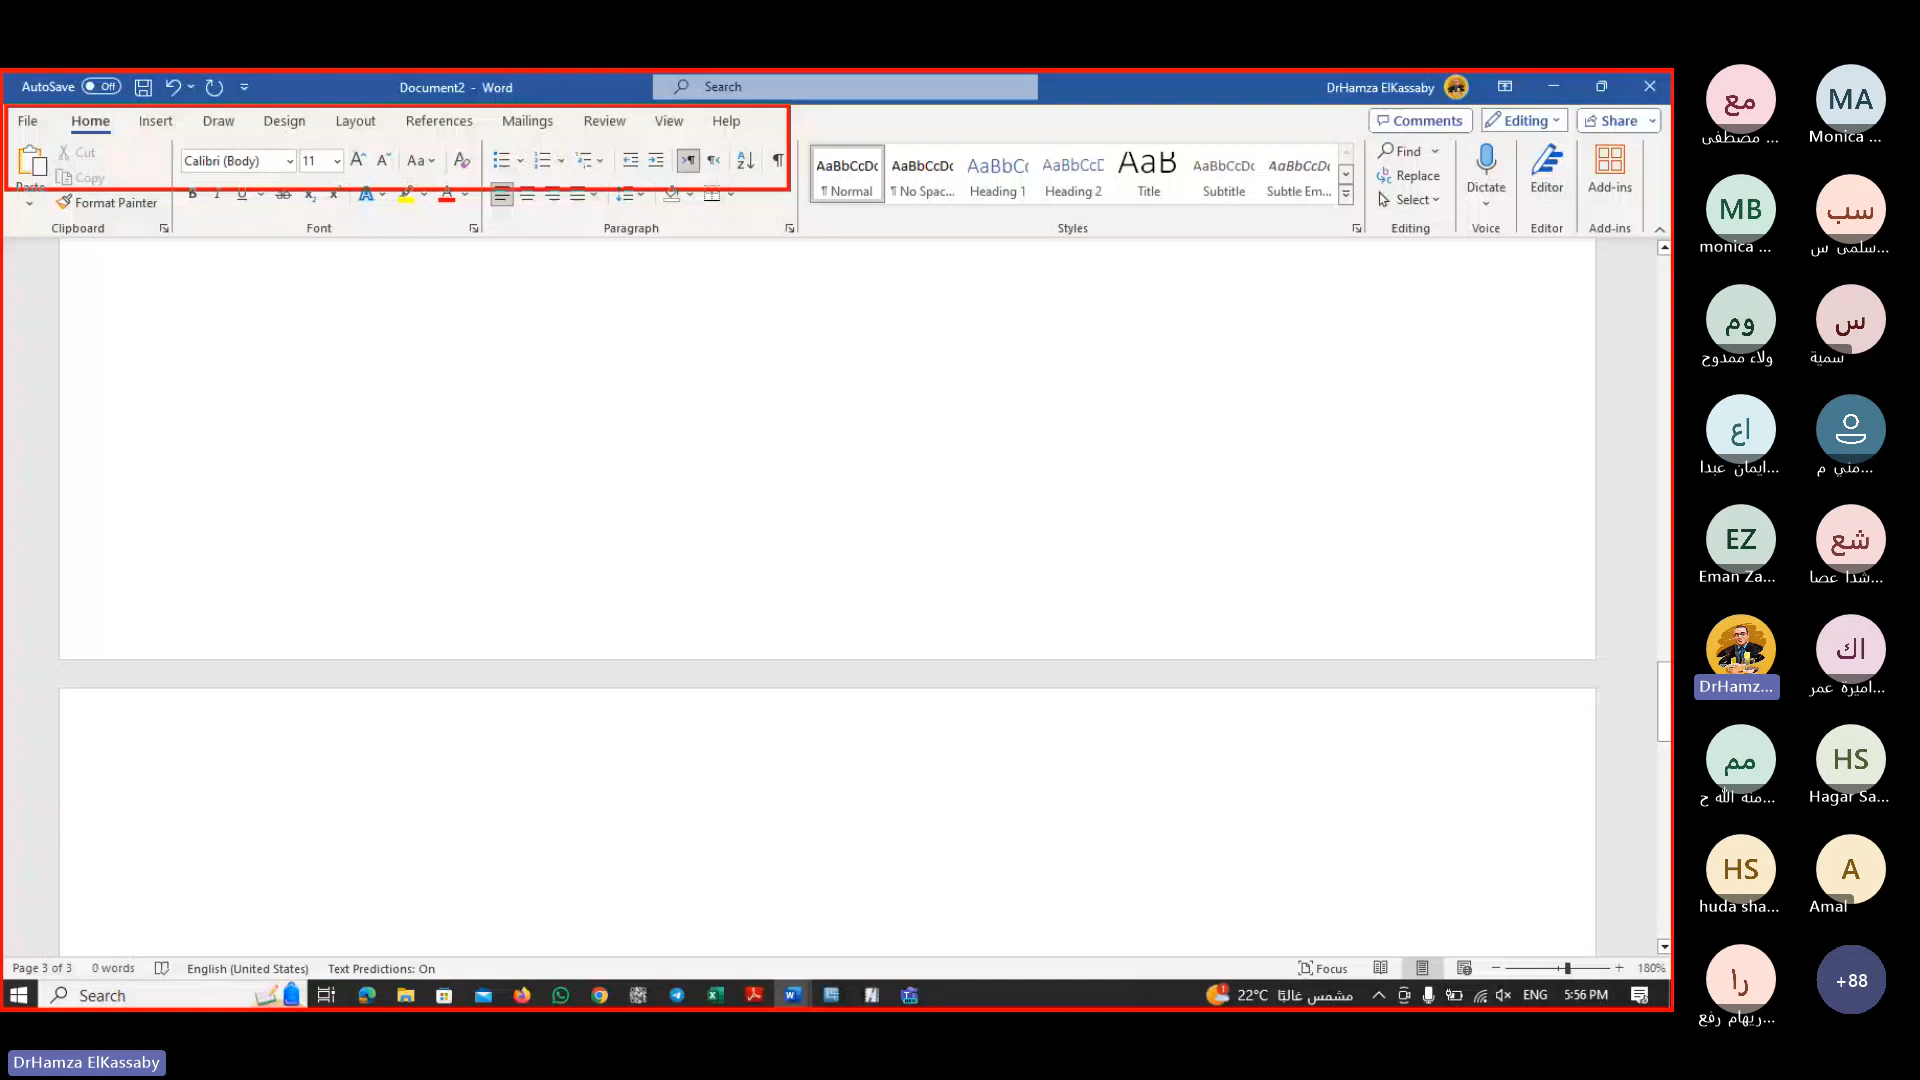 AutoSave Off
Document2 - Word
Search
DrHamza ElKassaby
File Home Insert Draw Design Layout References Mailings Review View Help
Comments Editing Share
Cut
Copy
Format Painter
Clipboard
Calibri (Body) 11
Aa
Font
Paragraph
AaBbCcDc AaBbCcDc AaBbCc AaBbCcD AaB AaBbCcDc AaBbCcDc
¶ Normal ¶ No Spac... Heading 1 Heading 2 Title Subtitle Subtle Em...
Styles
Find
Replace
Select
Editing
Dictate
Voice
Editor
Editor
Add-ins
Add-ins
Page 3 of 3 0 words English (United States) Text Predictions: On
Focus 180%
Search
22°C مشمس غالبًا ENG 5:56 PM
مع MA
مصطفى ... Monica ...
MB سب
monica ... سلمى س...
وم س
ولاء ممدوح سمية
اع
ايمان عبدا... مني م...
EZ شع
Eman Za... شدا عصا...
اك
DrHamz... اميرة عمر...
مم HS
منه الله ح... Hagar Sa...
HS A
huda sha... Amal
را +88
ريهام رفع...
DrHamza ElKassaby